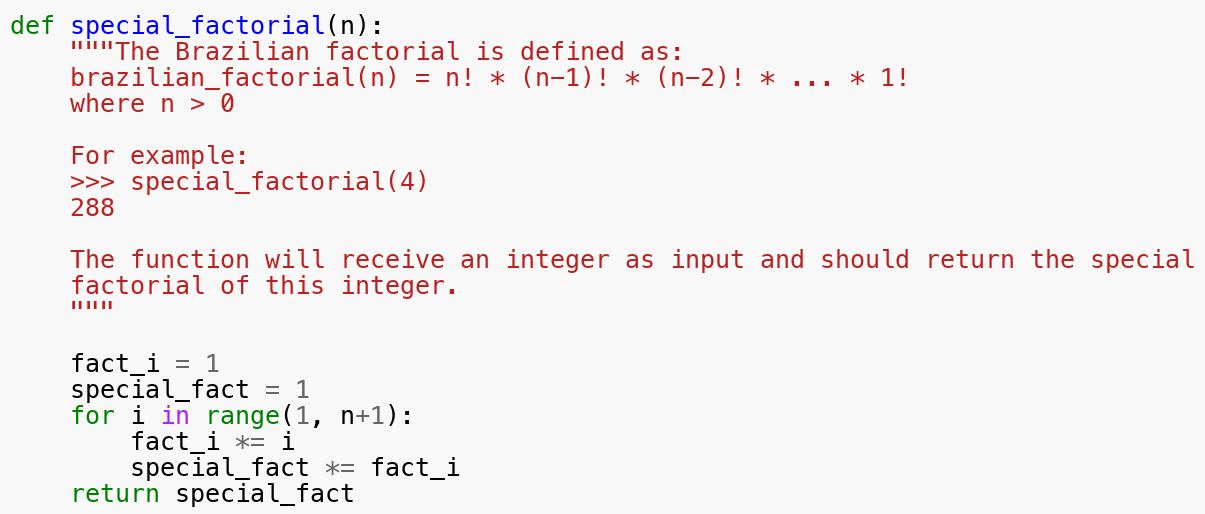 def special_factorial(n):
    """The Brazilian factorial is defined as:
    brazilian_factorial(n) = n! * (n-1)! * (n-2)! * ... * 1!
    where n > 0

    For example:
    >>> special_factorial(4)
    288

    The function will receive an integer as input and should return the special
    factorial of this integer.
    """

    fact_i = 1
    special_fact = 1
    for i in range(1, n+1):
        fact_i *= i
        special_fact *= fact_i
    return special_fact